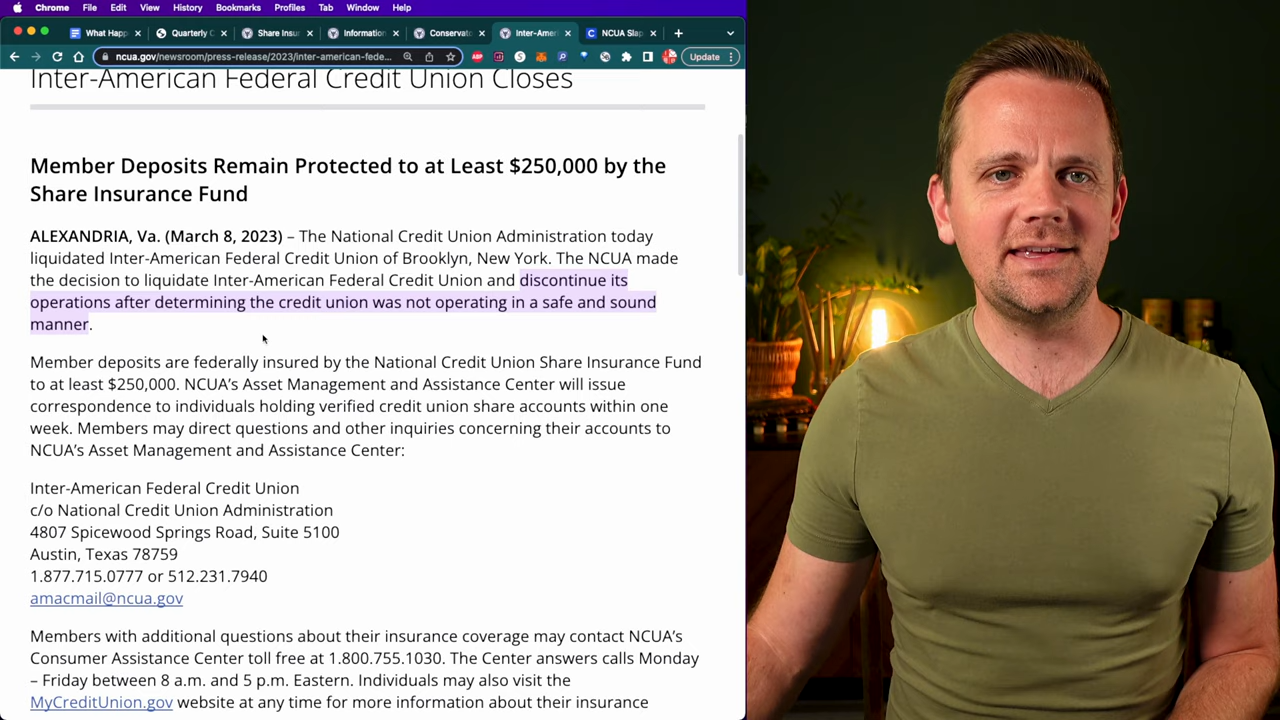 Chrome File Edit View History Bookmarks Profiles Tab Window Help
What Happ Quarterly C Share Insu Information Conservat Inter-Amer NCUA Slap
ncua.gov/newsroom/press-release/2023/inter-american-fede... Update
Inter-American Federal Credit Union Closes
Member Deposits Remain Protected to at Least $250,000 by the
Share Insurance Fund
ALEXANDRIA, Va. (March 8, 2023) – The National Credit Union Administration today
liquidated Inter-American Federal Credit Union of Brooklyn, New York. The NCUA made
the decision to liquidate Inter-American Federal Credit Union and discontinue its
operations after determining the credit union was not operating in a safe and sound
manner.
Member deposits are federally insured by the National Credit Union Share Insurance Fund
to at least $250,000. NCUA’s Asset Management and Assistance Center will issue
correspondence to individuals holding verified credit union share accounts within one
week. Members may direct questions and other inquiries concerning their accounts to
NCUA’s Asset Management and Assistance Center:
Inter-American Federal Credit Union
c/o National Credit Union Administration
4807 Spicewood Springs Road, Suite 5100
Austin, Texas 78759
1.877.715.0777 or 512.231.7940
amacmail@ncua.gov
Members with additional questions about their insurance coverage may contact NCUA’s
Consumer Assistance Center toll free at 1.800.755.1030. The Center answers calls Monday
– Friday between 8 a.m. and 5 p.m. Eastern. Individuals may also visit the
MyCreditUnion.gov website at any time for more information about their insurance